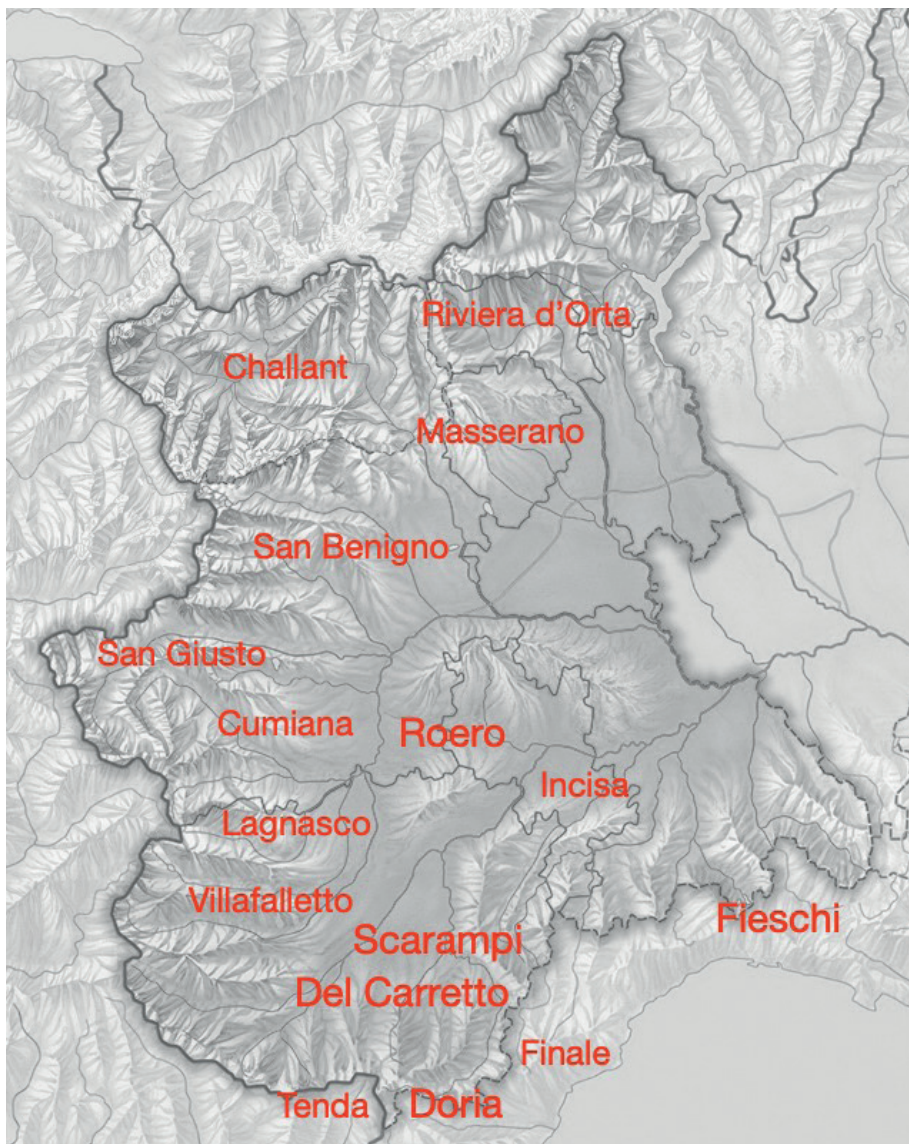 Riviera d’Orta
Challant
Masserano
San Benigno
San Giusto
Cumiana
Roero
Incisa
Lagnasco
Villafalletto
Fieschi
Scarampi
Del Carretto
Finale
Tenda
Doria